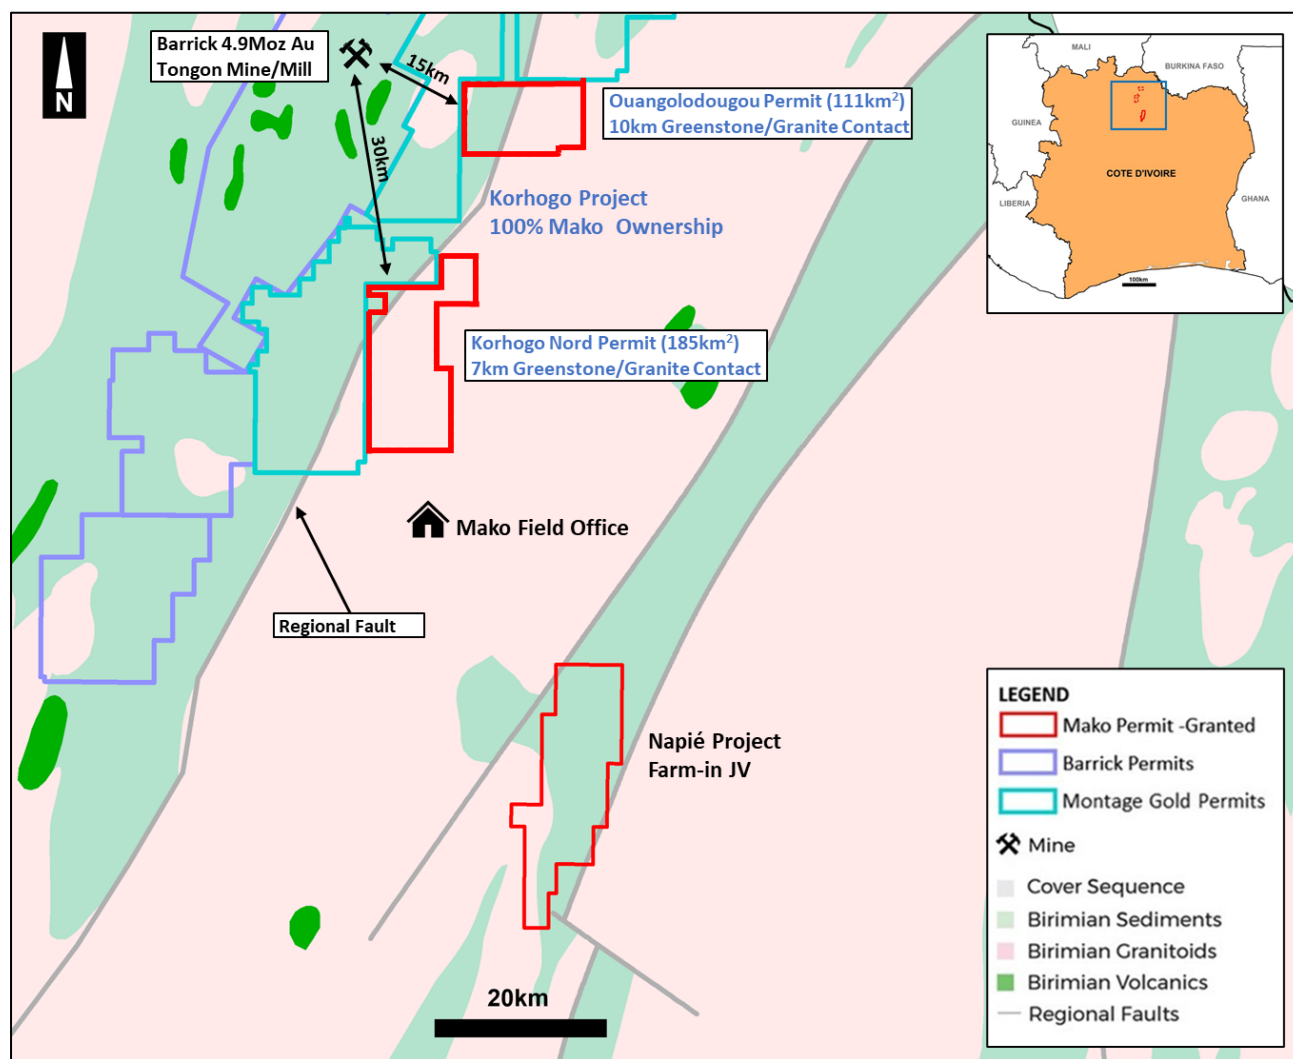 N
Barrick 4.9Moz Au
Tongon Mine/Mill
15km
30km
Ouangolodougou Permit (111km²)
10km Greenstone/Granite Contact
Korhogo Project
100% Mako Ownership
Korhogo Nord Permit (185km²)
7km Greenstone/Granite Contact
Mako Field Office
Regional Fault
Napié Project
Farm-in JV
20km
MALI
BURKINA FASO
GUINEA
COTE D'IVOIRE
LIBERIA
GHANA
100km
LEGEND
Mako Permit -Granted
Barrick Permits
Montage Gold Permits
Mine
Cover Sequence
Birimian Sediments
Birimian Granitoids
Birimian Volcanics
Regional Faults